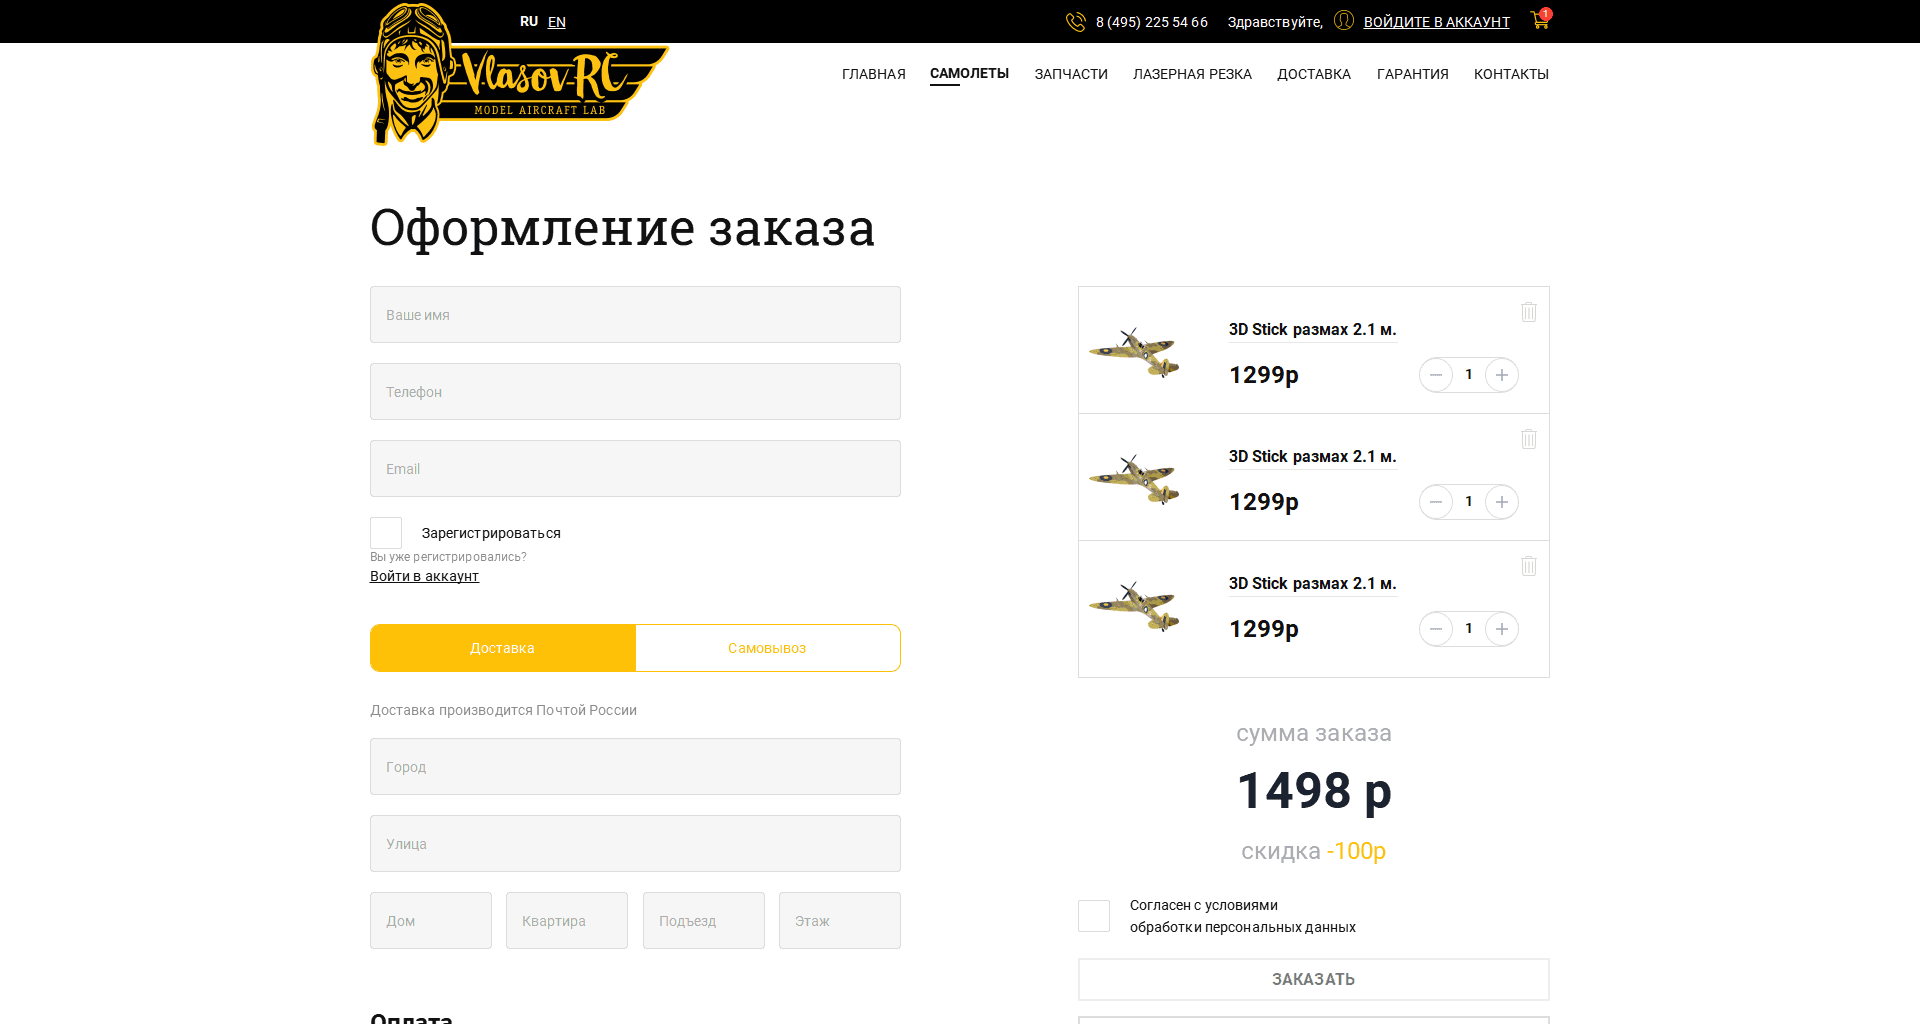 RU EN
8 (495) 225 54 66 Здравствуйте, ВОЙДИТЕ В АККАУНТ 1
Vlasov RC
MODEL AIRCRAFT LAB
ГЛАВНАЯ САМОЛЕТЫ ЗАПЧАСТИ ЛАЗЕРНАЯ РЕЗКА ДОСТАВКА ГАРАНТИЯ КОНТАКТЫ
Оформление заказа
Ваше имя
Телефон
Email
Зарегистрироваться
Вы уже регистрировались?
Войти в аккаунт
Доставка Самовывоз
Доставка производится Почтой России
Город
Улица
Дом Квартира Подъезд Этаж
Оплата
3D Stick размах 2.1 м.
1299р 1
3D Stick размах 2.1 м.
1299р 1
3D Stick размах 2.1 м.
1299р 1
сумма заказа
1498 р
скидка -100р
Согласен с условиями
обработки персональных данных
ЗАКАЗАТЬ